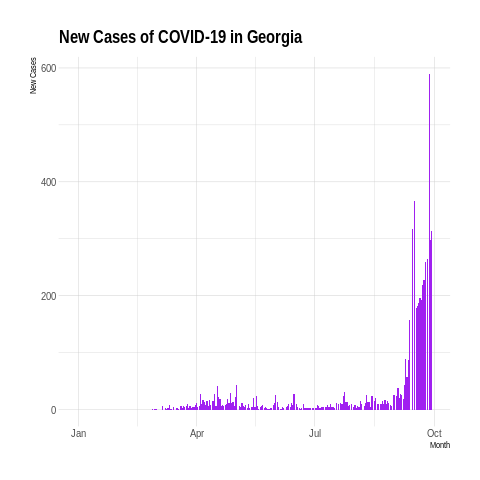 New Cases of COVID-19 in Georgia
New Cases
600
400
200
0
Jan Apr Jul Oct
Month